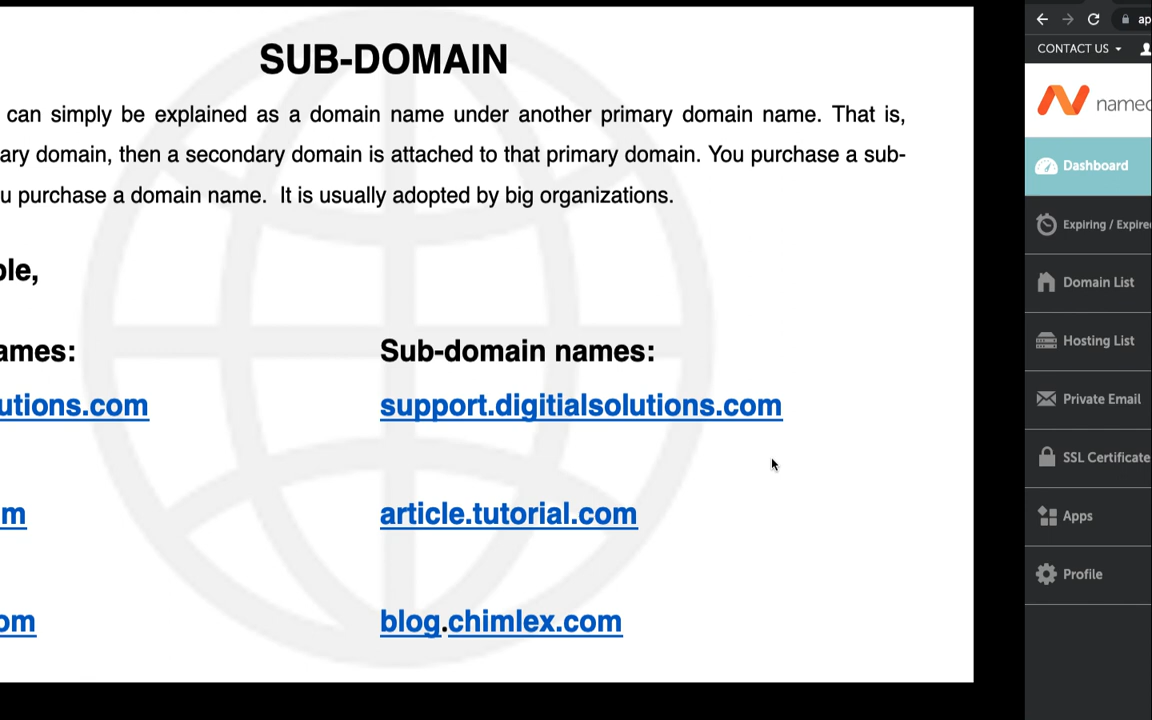 SUB-DOMAIN
can simply be explained as a domain name under another primary domain name. That is,
ary domain, then a secondary domain is attached to that primary domain. You purchase a sub-
u purchase a domain name. It is usually adopted by big organizations.
ple,
ames:
Sub-domain names:
utions.com
support.digitialsolutions.com
m
article.tutorial.com
om
blog.chimlex.com
ap
CONTACT US
namec
Dashboard
Expiring / Expire
Domain List
Hosting List
Private Email
SSL Certificate
Apps
Profile